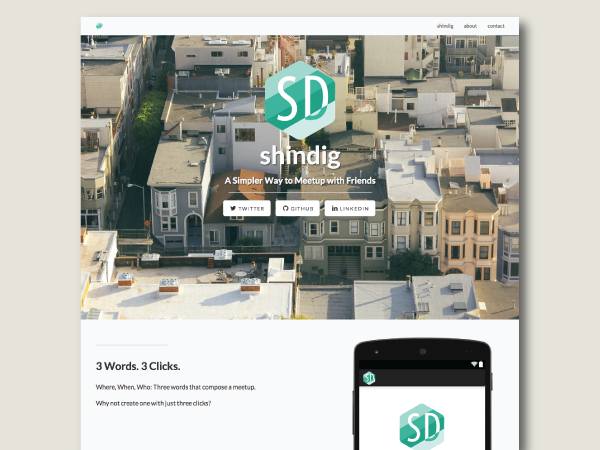 shindig about contact
SD
shindig
A Simpler Way to Meetup with Friends
TWITTER GITHUB LINKEDIN
3 Words. 3 Clicks.
Where, When, Who: Three words that compose a meetup.
Why not create one with just three clicks?
SD
SD